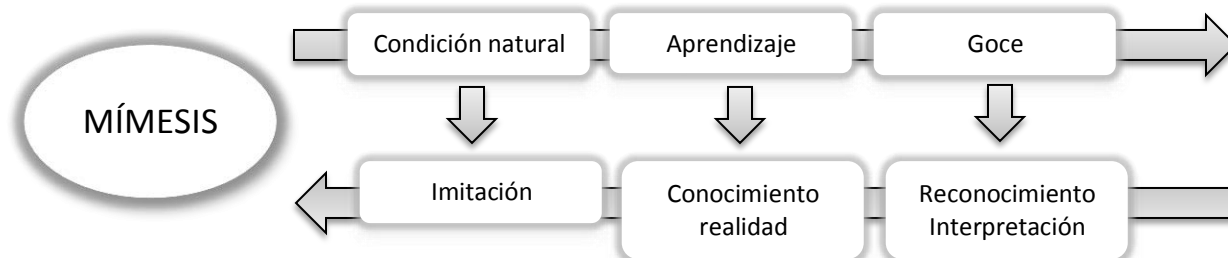 MÍMESIS
Condición natural
Aprendizaje
Goce
Imitación
Conocimiento
realidad
Reconocimiento
Interpretación